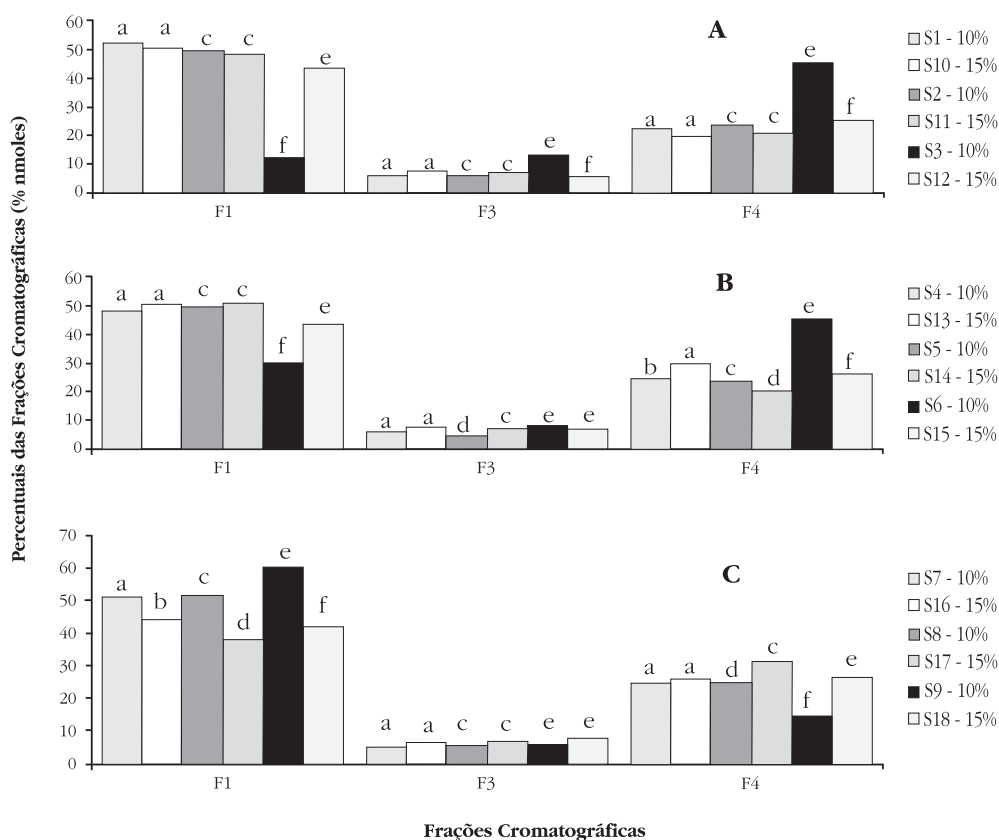 Percentuais das Frações Cromatográficas (% nmoles)
A
60
50
40
30
20
10
0
a a c c f e
a a c c e f
a a c c e f
F1 F3 F4
S1 - 10%
S10 - 15%
S2 - 10%
S11 - 15%
S3 - 10%
S12 - 15%
B
60
50
40
30
20
10
0
a a c c f e
a a d c e e
b a c d e f
F1 F3 F4
S4 - 10%
S13 - 15%
S5 - 10%
S14 - 15%
S6 - 10%
S15 - 15%
C
70
60
50
40
30
20
10
0
a b c d e f
a a c c e e
a a d c f e
F1 F3 F4
S7 - 10%
S16 - 15%
S8 - 10%
S17 - 15%
S9 - 10%
S18 - 15%
Frações Cromatográficas